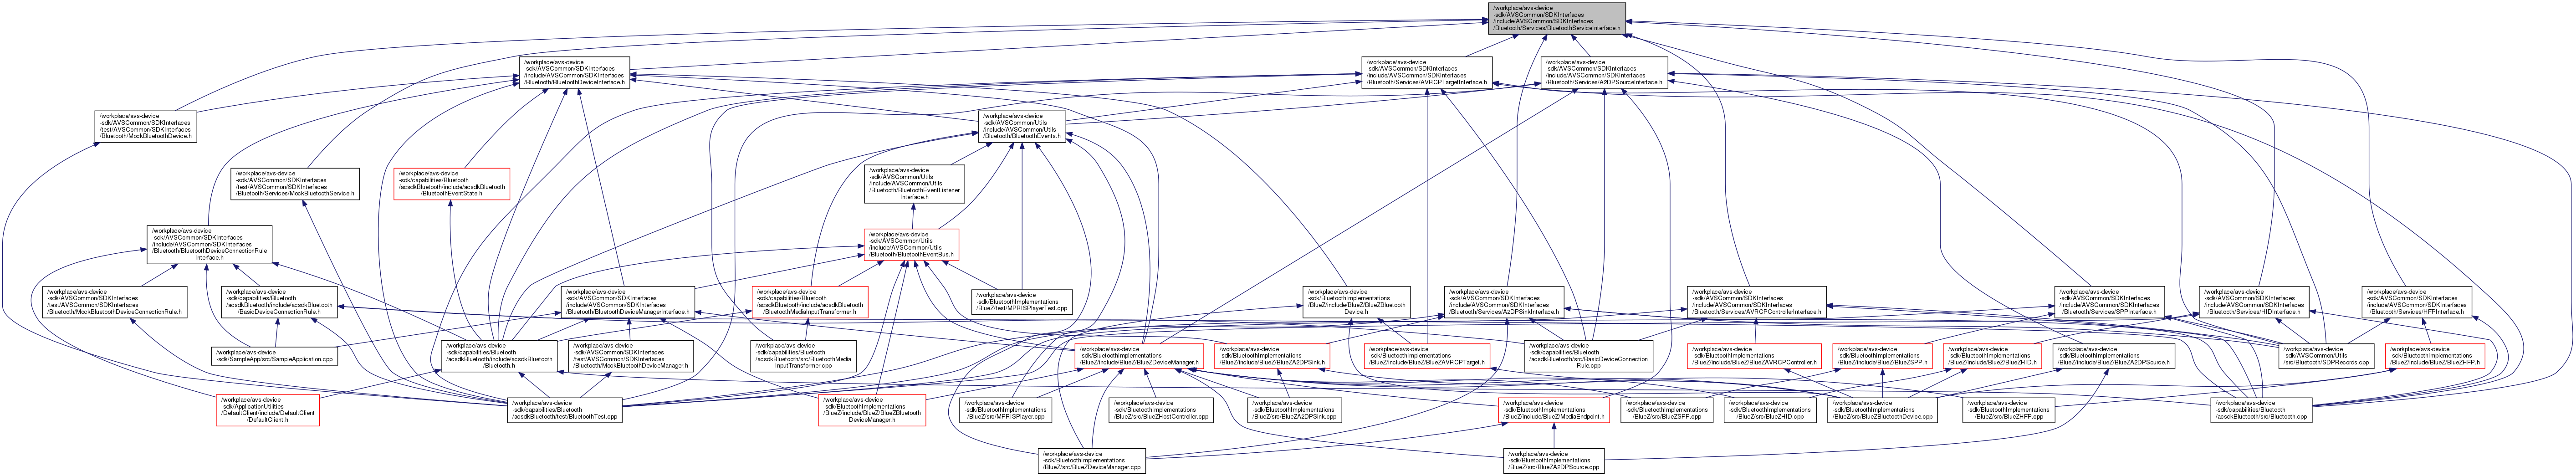 /workplace/avs-device
-sdk/AVSCommon/SDKInterfaces
/include/AVSCommon/SDKInterfaces
/Bluetooth/Services/BluetoothServiceInterface.h
/workplace/avs-device
-sdk/AVSCommon/SDKInterfaces
/include/AVSCommon/SDKInterfaces
/Bluetooth/BluetoothDeviceInterface.h
/workplace/avs-device
-sdk/AVSCommon/SDKInterfaces
/include/AVSCommon/SDKInterfaces
/Bluetooth/Services/AVRCPTargetInterface.h
/workplace/avs-device
-sdk/AVSCommon/SDKInterfaces
/include/AVSCommon/SDKInterfaces
/Bluetooth/Services/A2DPSourceInterface.h
/workplace/avs-device
-sdk/AVSCommon/SDKInterfaces
/test/AVSCommon/SDKInterfaces
/Bluetooth/MockBluetoothDevice.h
/workplace/avs-device
-sdk/AVSCommon/Utils
/include/AVSCommon/Utils
/Bluetooth/BluetoothEvents.h
/workplace/avs-device
-sdk/AVSCommon/SDKInterfaces
/test/AVSCommon/SDKInterfaces
/Bluetooth/Services/MockBluetoothService.h
/workplace/avs-device
-sdk/capabilities/Bluetooth
/acsdkBluetooth/include/acsdkBluetooth
/BluetoothEventState.h
/workplace/avs-device
-sdk/AVSCommon/Utils
/include/AVSCommon/Utils
/Bluetooth/BluetoothEventListener
Interface.h
/workplace/avs-device
-sdk/AVSCommon/SDKInterfaces
/include/AVSCommon/SDKInterfaces
/Bluetooth/BluetoothDeviceConnectionRule
Interface.h
/workplace/avs-device
-sdk/AVSCommon/Utils
/include/AVSCommon/Utils
/Bluetooth/BluetoothEventBus.h
/workplace/avs-device
-sdk/AVSCommon/SDKInterfaces
/test/AVSCommon/SDKInterfaces
/Bluetooth/MockBluetoothDeviceConnectionRule.h
/workplace/avs-device
-sdk/capabilities/Bluetooth
/acsdkBluetooth/include/acsdkBluetooth
/BasicDeviceConnectionRule.h
/workplace/avs-device
-sdk/AVSCommon/SDKInterfaces
/include/AVSCommon/SDKInterfaces
/Bluetooth/BluetoothDeviceManagerInterface.h
/workplace/avs-device
-sdk/capabilities/Bluetooth
/acsdkBluetooth/include/acsdkBluetooth
/BluetoothMediaInputTransformer.h
/workplace/avs-device
-sdk/BluetoothImplementations
/BlueZ/test/MPRISPlayerTest.cpp
/workplace/avs-device
-sdk/BluetoothImplementations
/BlueZ/include/BlueZ/BlueZBluetooth
Device.h
/workplace/avs-device
-sdk/AVSCommon/SDKInterfaces
/include/AVSCommon/SDKInterfaces
/Bluetooth/Services/A2DPSinkInterface.h
/workplace/avs-device
-sdk/AVSCommon/SDKInterfaces
/include/AVSCommon/SDKInterfaces
/Bluetooth/Services/AVRCPControllerInterface.h
/workplace/avs-device
-sdk/AVSCommon/SDKInterfaces
/include/AVSCommon/SDKInterfaces
/Bluetooth/Services/SPPInterface.h
/workplace/avs-device
-sdk/AVSCommon/SDKInterfaces
/include/AVSCommon/SDKInterfaces
/Bluetooth/Services/HIDInterface.h
/workplace/avs-device
-sdk/AVSCommon/SDKInterfaces
/include/AVSCommon/SDKInterfaces
/Bluetooth/Services/HFPInterface.h
/workplace/avs-device
-sdk/SampleApp/src/SampleApplication.cpp
/workplace/avs-device
-sdk/capabilities/Bluetooth
/acsdkBluetooth/include/acsdkBluetooth
/Bluetooth.h
/workplace/avs-device
-sdk/AVSCommon/SDKInterfaces
/test/AVSCommon/SDKInterfaces
/Bluetooth/MockBluetoothDeviceManager.h
/workplace/avs-device
-sdk/capabilities/Bluetooth
/acsdkBluetooth/src/BluetoothMedia
InputTransformer.cpp
/workplace/avs-device
-sdk/BluetoothImplementations
/BlueZ/include/BlueZ/BlueZDeviceManager.h
/workplace/avs-device
-sdk/BluetoothImplementations
/BlueZ/include/BlueZ/BlueZA2DPSink.h
/workplace/avs-device
-sdk/BluetoothImplementations
/BlueZ/include/BlueZ/BlueZAVRCPTarget.h
/workplace/avs-device
-sdk/capabilities/Bluetooth
/acsdkBluetooth/src/BasicDeviceConnection
Rule.cpp
/workplace/avs-device
-sdk/BluetoothImplementations
/BlueZ/include/BlueZ/BlueZAVRCPController.h
/workplace/avs-device
-sdk/BluetoothImplementations
/BlueZ/include/BlueZ/BlueZSPP.h
/workplace/avs-device
-sdk/BluetoothImplementations
/BlueZ/include/BlueZ/BlueZHID.h
/workplace/avs-device
-sdk/BluetoothImplementations
/BlueZ/include/BlueZ/BlueZA2DPSource.h
/workplace/avs-device
-sdk/AVSCommon/Utils
/src/Bluetooth/SDPRecords.cpp
/workplace/avs-device
-sdk/BluetoothImplementations
/BlueZ/include/BlueZ/BlueZHFP.h
/workplace/avs-device
-sdk/ApplicationUtilities
/DefaultClient/include/DefaultClient
/DefaultClient.h
/workplace/avs-device
-sdk/capabilities/Bluetooth
/acsdkBluetooth/test/BluetoothTest.cpp
/workplace/avs-device
-sdk/BluetoothImplementations
/BlueZ/include/BlueZ/BlueZBluetooth
DeviceManager.h
/workplace/avs-device
-sdk/BluetoothImplementations
/BlueZ/src/MPRISPlayer.cpp
/workplace/avs-device
-sdk/BluetoothImplementations
/BlueZ/src/BlueZHostController.cpp
/workplace/avs-device
-sdk/BluetoothImplementations
/BlueZ/src/BlueZA2DPSink.cpp
/workplace/avs-device
-sdk/BluetoothImplementations
/BlueZ/include/BlueZ/MediaEndpoint.h
/workplace/avs-device
-sdk/BluetoothImplementations
/BlueZ/src/BlueZSPP.cpp
/workplace/avs-device
-sdk/BluetoothImplementations
/BlueZ/src/BlueZHID.cpp
/workplace/avs-device
-sdk/BluetoothImplementations
/BlueZ/src/BlueZBluetoothDevice.cpp
/workplace/avs-device
-sdk/BluetoothImplementations
/BlueZ/src/BlueZHFP.cpp
/workplace/avs-device
-sdk/capabilities/Bluetooth
/acsdkBluetooth/src/Bluetooth.cpp
/workplace/avs-device
-sdk/BluetoothImplementations
/BlueZ/src/BlueZDeviceManager.cpp
/workplace/avs-device
-sdk/BluetoothImplementations
/BlueZ/src/BlueZA2DPSource.cpp